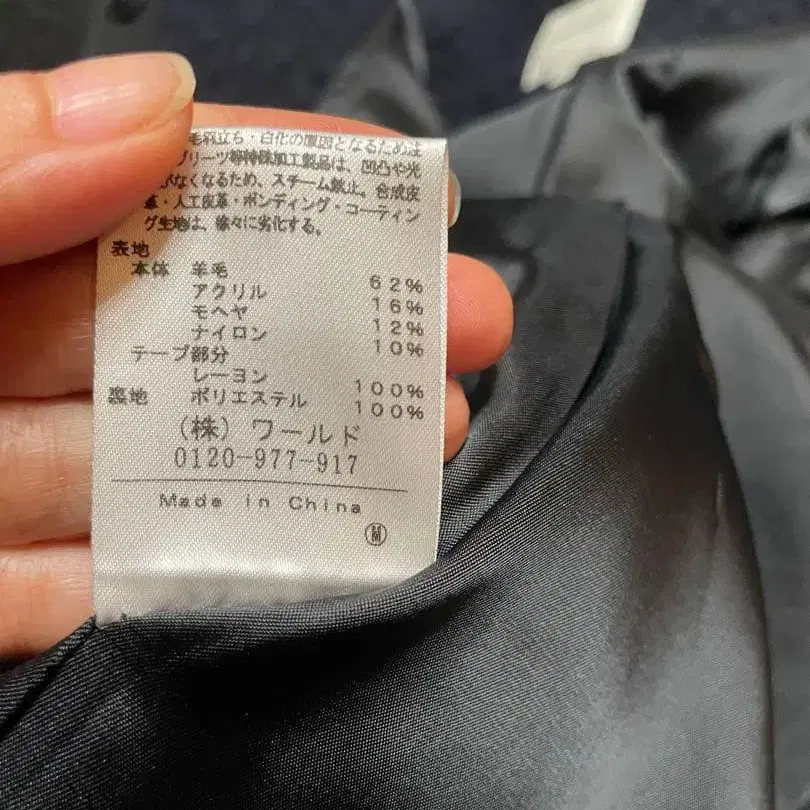 毛羽立ち・白化の原因となるため注
プリーツ等特殊加工製品は、凹凸や光
がなくなるため、スチーム禁止。合成皮
革・人工皮革・ボンディング・コーティン
グ生地は、徐々に劣化する。
表地
本体 羊毛 62%
アクリル 16%
モヘヤ 12%
ナイロン 10%
テープ部分
レーヨン 100%
裏地 ポリエステル 100%
(株) ワールド
0120-977-917
Made in China
Ⓜ